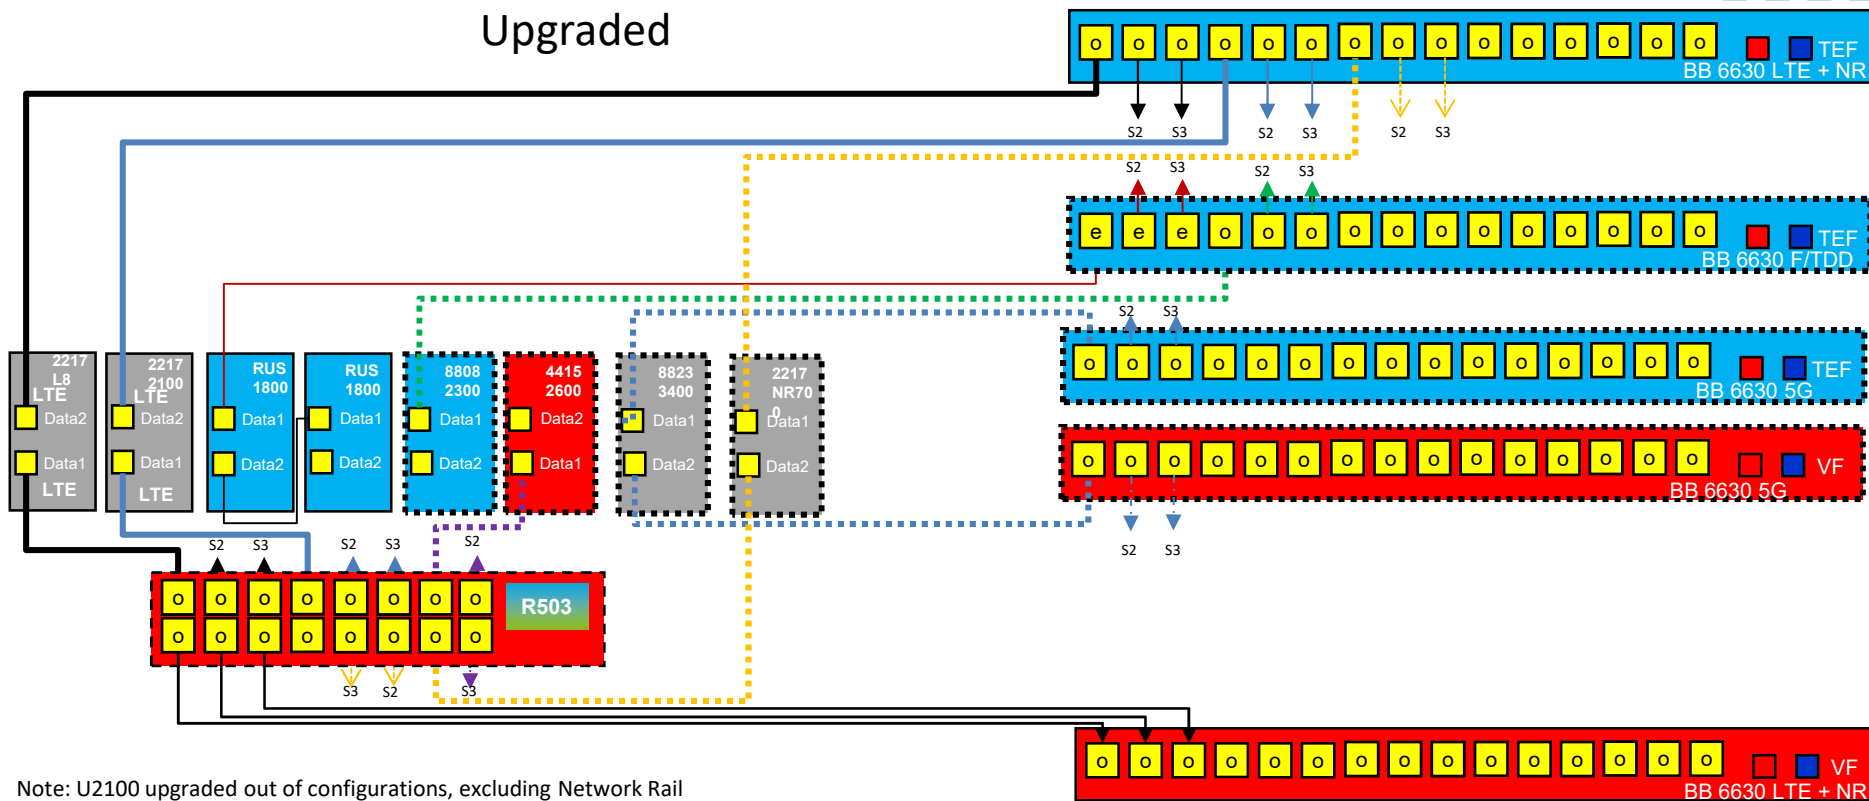 Upgraded
o o o o o o o o o o o o o o o TEF
BB 6630 LTE + NR
S2 S3 S2 S3 S2 S3
S2 S3 S2 S3
e e e o o o o o o o o o o o o TEF
BB 6630 F/TDD
S2 S3
o o o o o o o o o o o o o o o TEF
BB 6630 5G
2217
L8
LTE
Data2
Data1
LTE
2217
2100
LTE
Data2
Data1
LTE
RUS
1800
Data1
Data2
RUS
1800
Data1
Data2
8808
2300
Data1
Data2
4415
2600
Data2
Data1
8823
3400
Data1
Data2
2217
NR70
0
Data1
Data2
o o o o o o o o o o o o o o o VF
BB 6630 5G
S2 S3
S2 S3 S2 S3 S2
o o o o o o o o
R503
o o o o o o o o
S3 S2 S3
o o o o o o o o o o o o o o o VF
BB 6630 LTE + NR
Note: U2100 upgraded out of configurations, excluding Network Rail